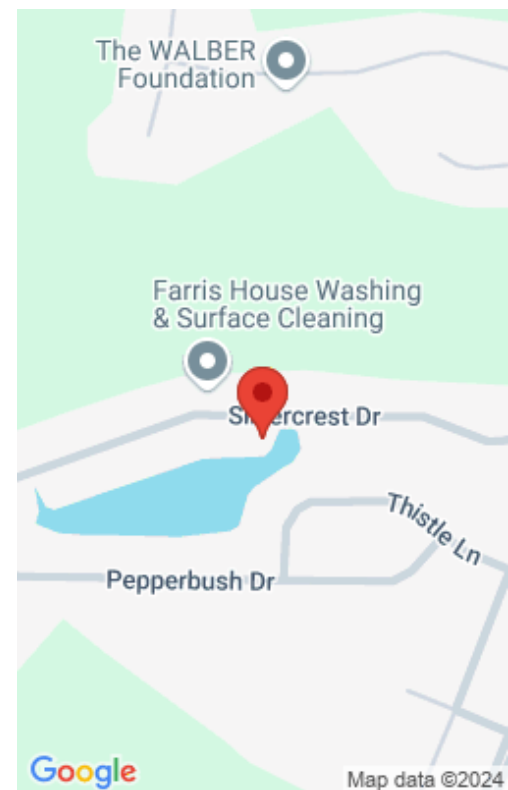 The WALBER
Foundation
Farris House Washing
& Surface Cleaning
Dr
Thistle Ln
Pepperbush Dr
Google
Map data ©2024